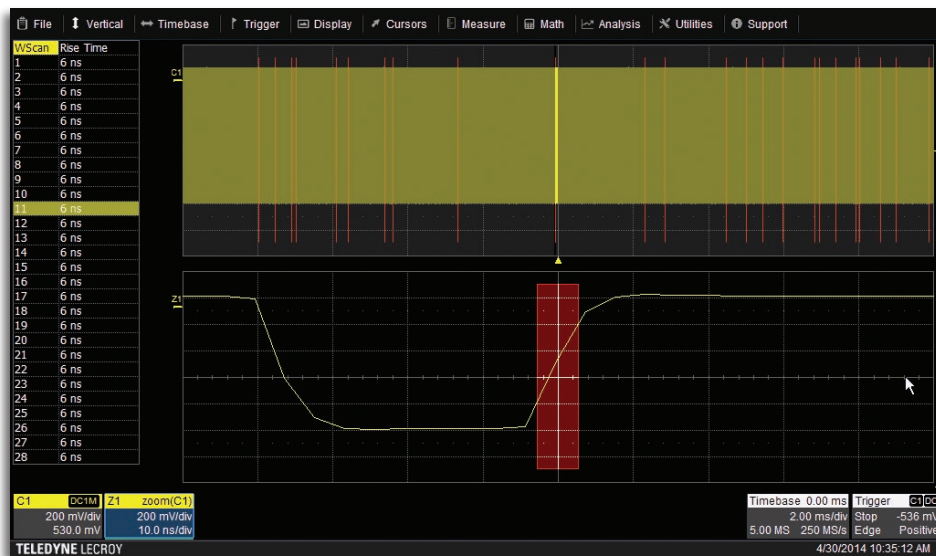 File Vertical Timebase Trigger Display Cursors Measure Math Analysis Utilities Support
WScan Rise Time
1 6 ns
2 6 ns
3 6 ns
4 6 ns
5 6 ns
6 6 ns
7 6 ns
8 6 ns
9 6 ns
10 6 ns
11 6 ns
12 6 ns
13 6 ns
14 6 ns
15 6 ns
16 6 ns
17 6 ns
18 6 ns
19 6 ns
20 6 ns
21 6 ns
22 6 ns
23 6 ns
24 6 ns
25 6 ns
26 6 ns
27 6 ns
28 6 ns
C1
Z1
C1 DC1M
200 mV/div
530.0 mV
Z1 zoom(C1)
200 mV/div
10.0 ns/div
Timebase 0.00 ms
2.00 ms/div
5.00 MS 250 MS/s
Trigger C1 DC
Stop -536 mV
Edge Positive
TELEDYNE LECROY
4/30/2014 10:35:12 AM